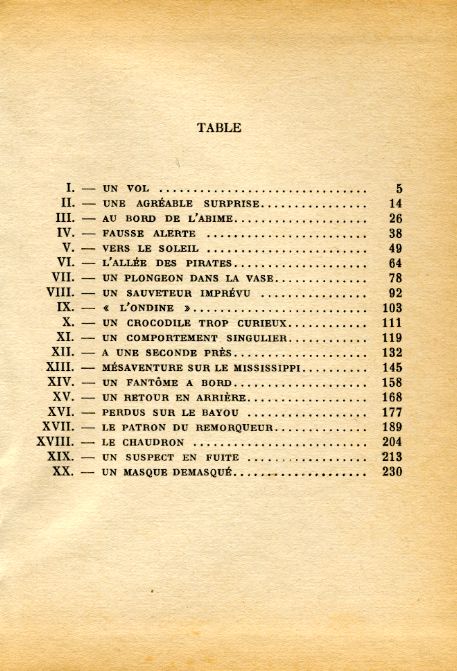 TABLE
I. — UN VOL .............................. 5
II. — UNE AGRÉABLE SURPRISE............... 14
III. — AU BORD DE L'ABIME.................. 26
IV. — FAUSSE ALERTE ........................ 38
V. — VERS LE SOLEIL ....................... 49
VI. — L'ALLÉE DES PIRATES................... 64
VII. — UN PLONGEON DANS LA VASE............. 78
VIII. — UN SAUVETEUR IMPRÉVU ................ 92
IX. — « L'ONDINE »......................... 103
X. — UN CROCODILE TROP CURIEUX............ 111
XI. — UN COMPORTEMENT SINGULIER............ 119
XII. — A UNE SECONDE PRÈS................... 132
XIII. — MÉSAVENTURE SUR LE MISSISSIPPI.......... 145
XIV. — UN FANTÔME A BORD.................... 158
XV. — UN RETOUR EN ARRIÈRE................. 168
XVI. — PERDUS SUR LE BAYOU ................. 177
XVII. — LE PATRON DU REMORQUEUR............. 189
XVIII. — LE CHAUDRON ......................... 204
XIX. — UN SUSPECT EN FUITE .................. 213
XX. — UN MASQUE DEMASQUÉ................... 230